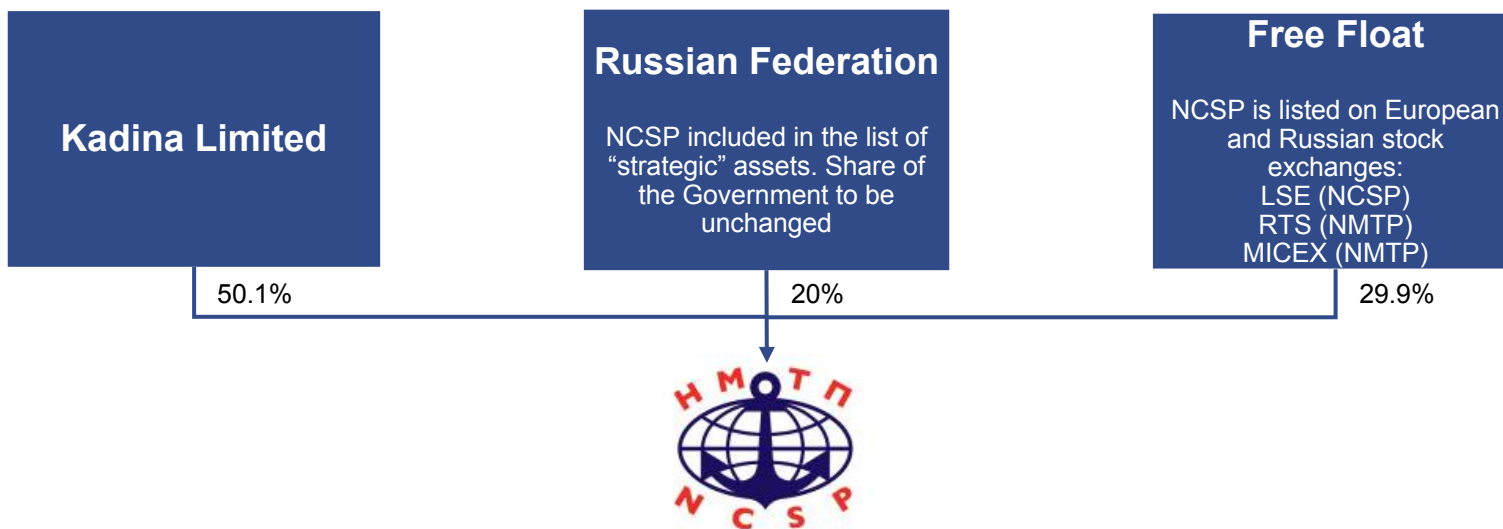 Kadina Limited
Russian Federation
NCSP included in the list of
“strategic” assets. Share of
the Government to be
unchanged
Free Float
NCSP is listed on European
and Russian stock
exchanges:
LSE (NCSP)
RTS (NMTP)
MICEX (NMTP)
50.1%
20%
29.9%
НМТП
NCSP